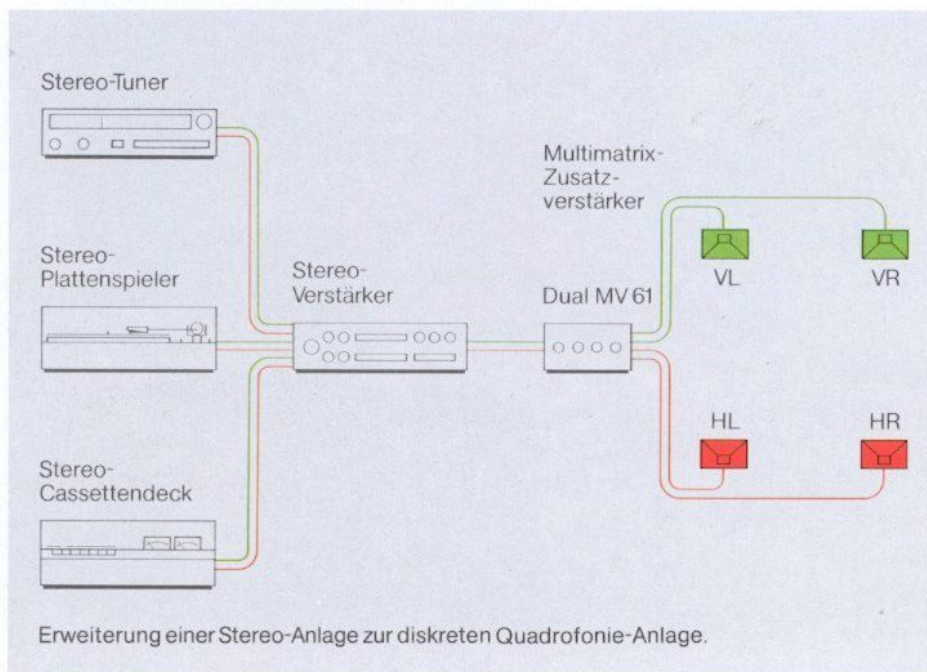 Stereo-Tuner
Stereo-
Plattenspieler
Stereo-
Cassettendeck
Stereo-
Verstärker
Multimatrix-
Zusatz-
verstärker
Dual MV 61
VL
VR
HL
HR
Erweiterung einer Stereo-Anlage zur diskreten Quadrofonie-Anlage.